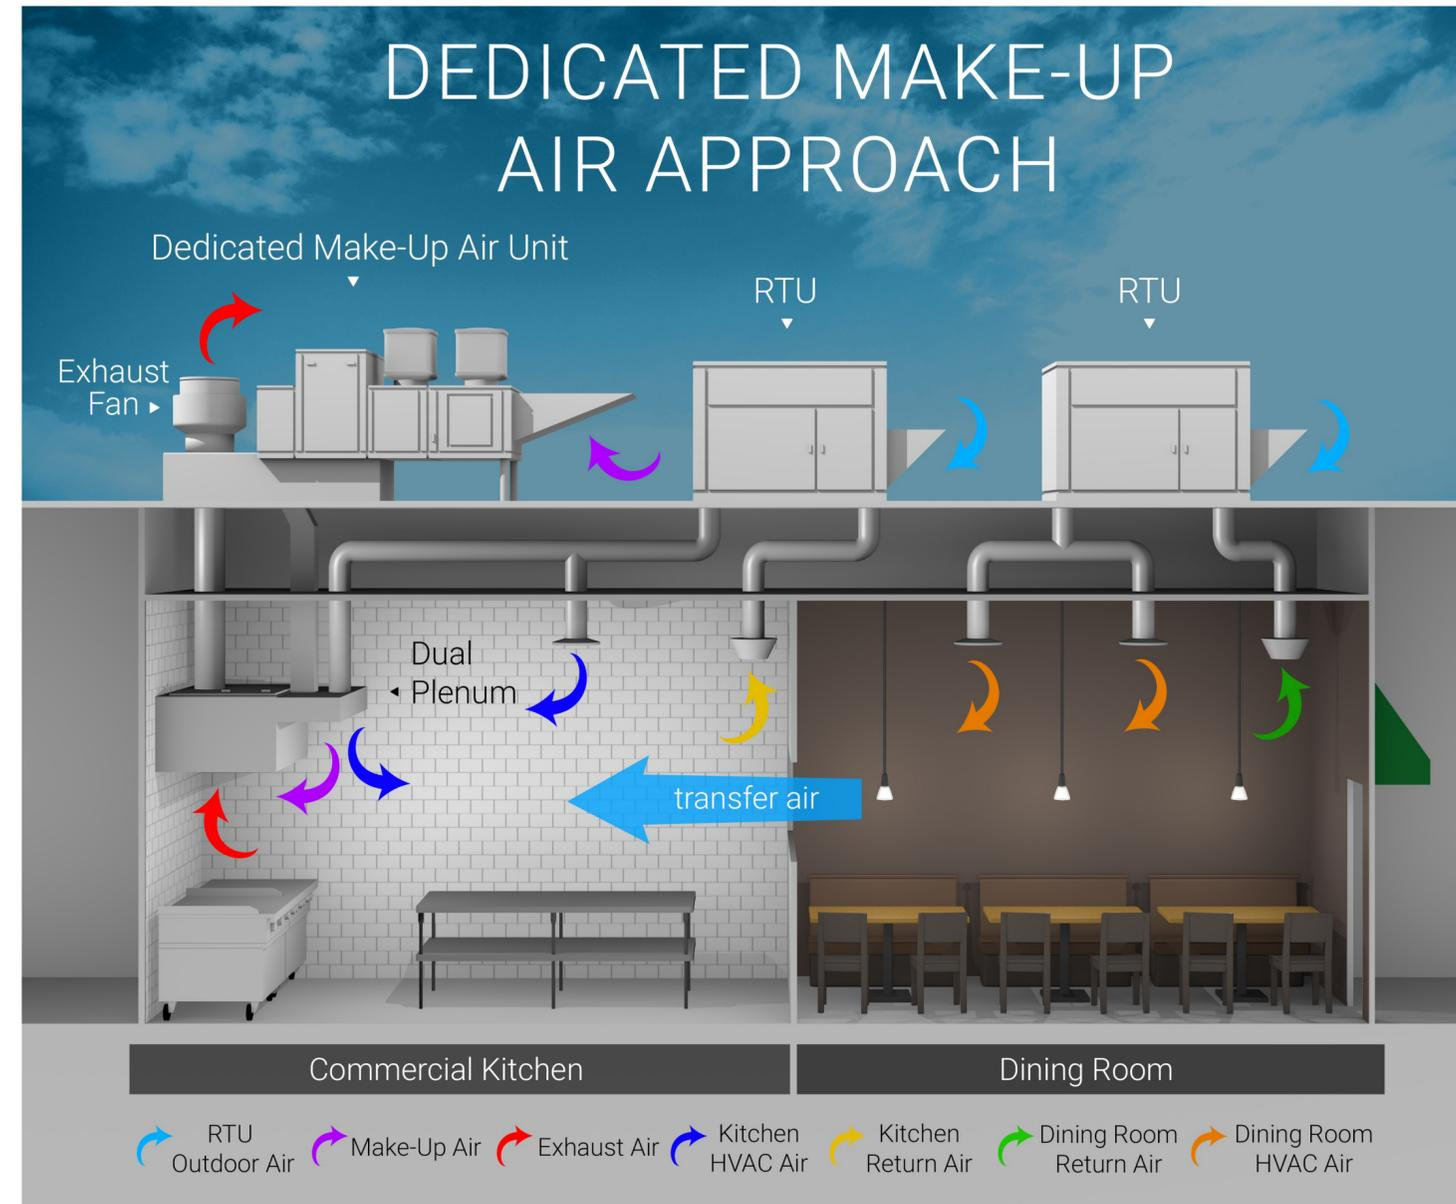 DEDICATED MAKE-UP
AIR APPROACH
Dedicated Make-Up Air Unit
RTU
RTU
Exhaust
Fan
Dual
Plenum
transfer air
Commercial Kitchen
Dining Room
RTU
Outdoor Air
Make-Up Air
Exhaust Air
Kitchen
HVAC Air
Kitchen
Return Air
Dining Room
Return Air
Dining Room
HVAC Air